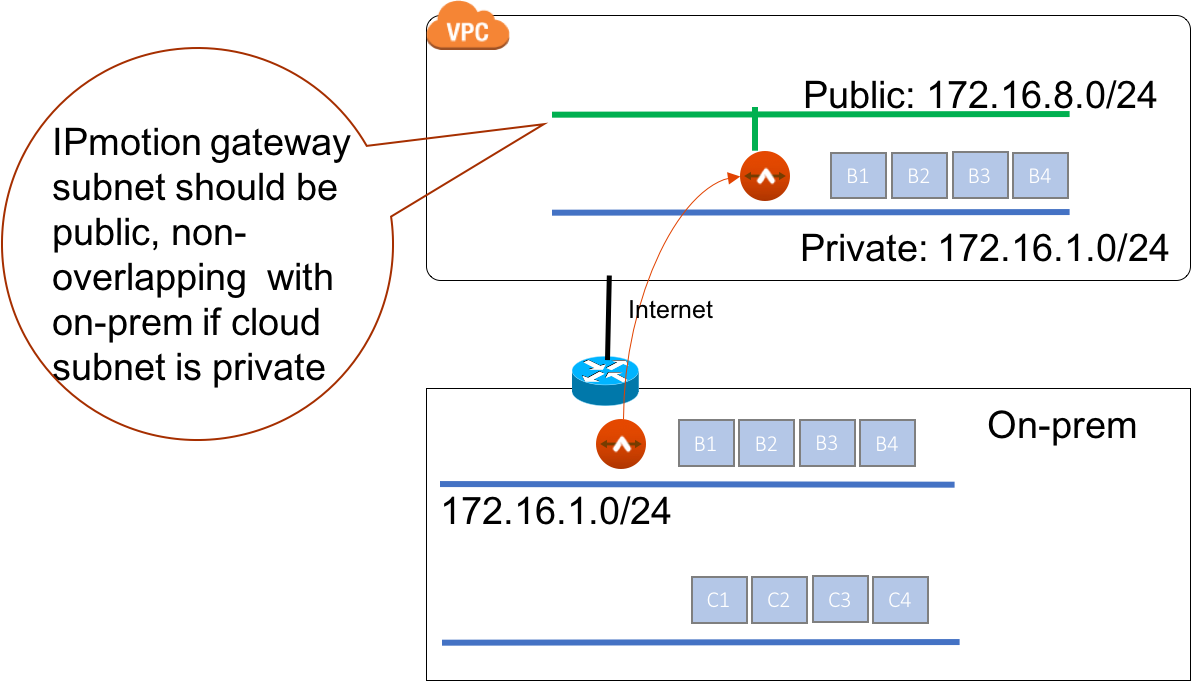 VPC
Public: 172.16.8.0/24
IPmotion gateway
subnet should be
public, non-
overlapping  with
on-prem if cloud
subnet is private
B1 B2 B3 B4
Private: 172.16.1.0/24
Internet
On-prem
B1 B2 B3 B4
172.16.1.0/24
C1 C2 C3 C4